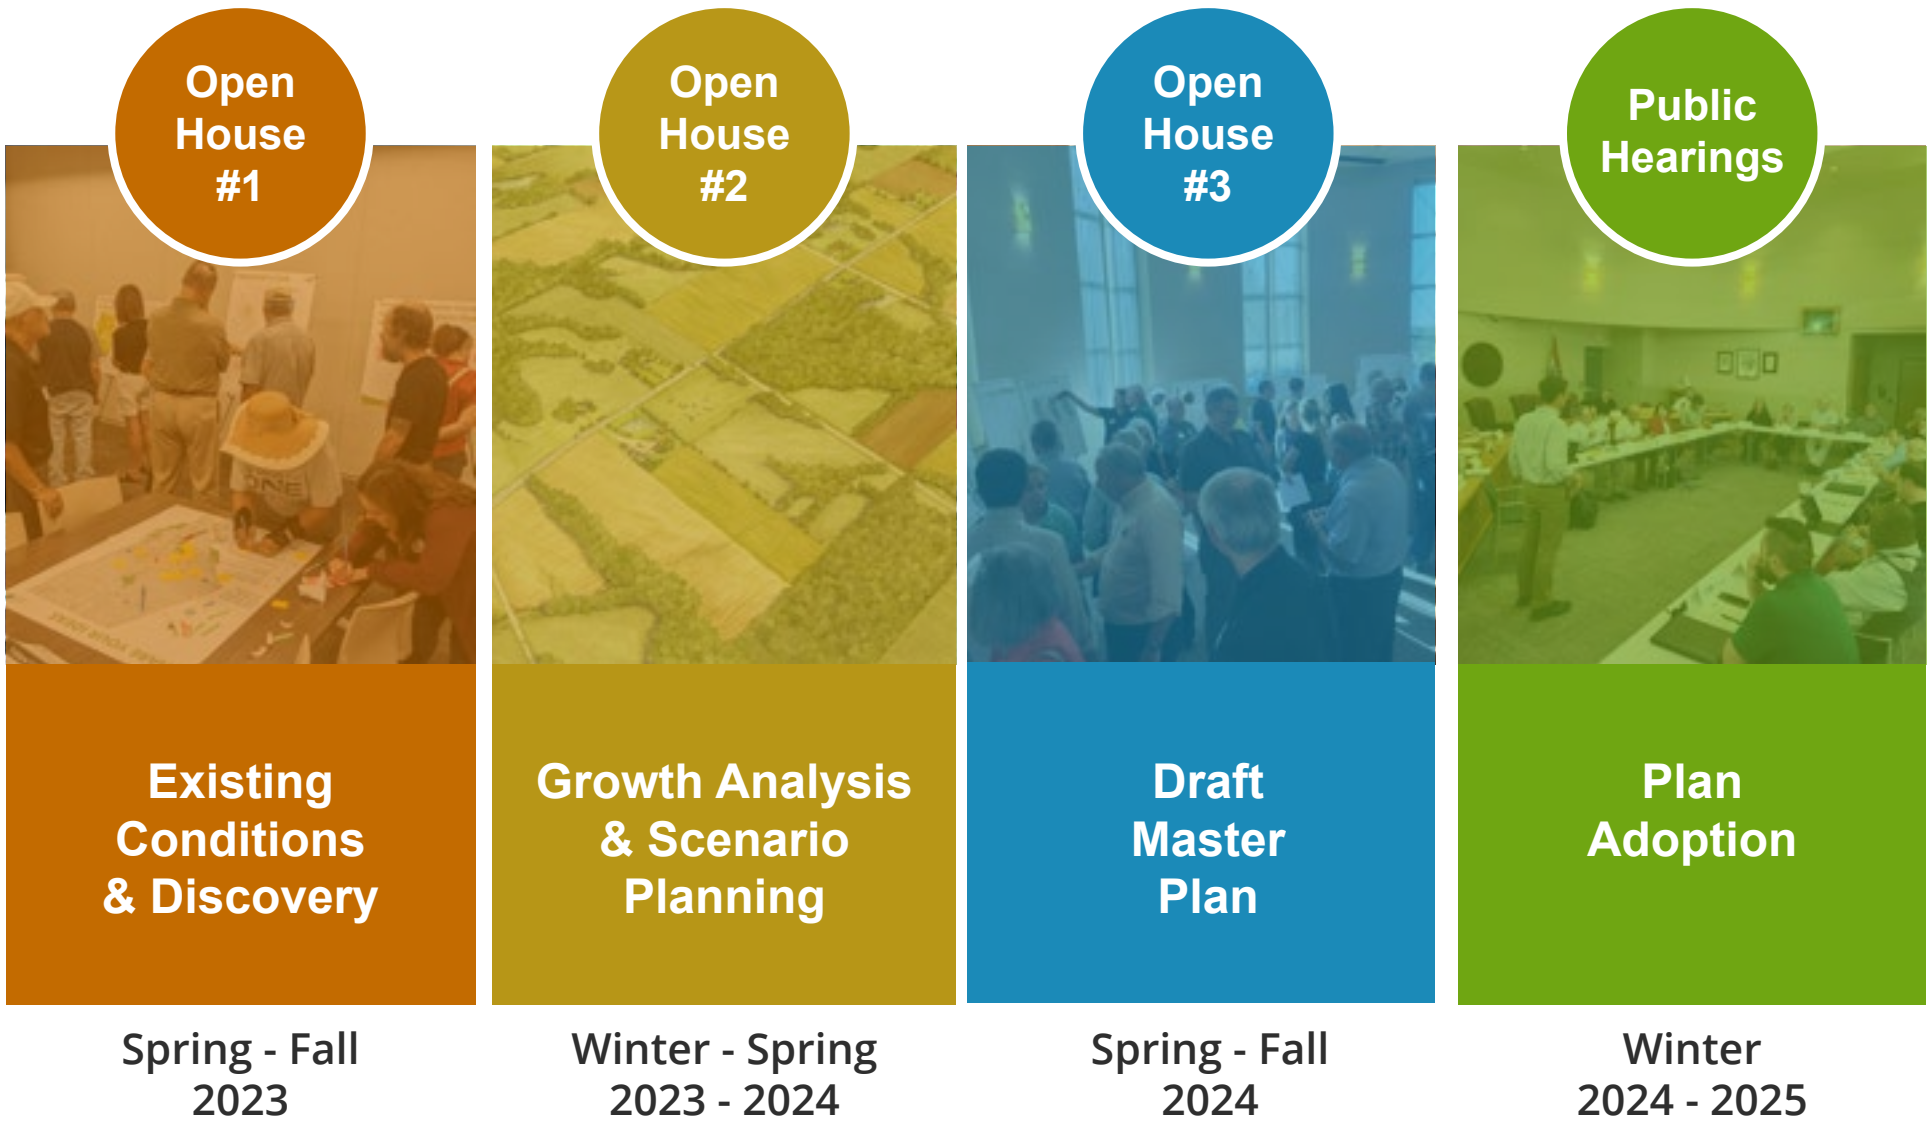 Open
House
#1
Open
House
#2
Open
House
#3
Public
Hearings
Existing
Conditions
& Discovery
Growth Analysis
& Scenario
Planning
Draft
Master
Plan
Plan
Adoption
Spring - Fall
2023
Winter - Spring
2023 - 2024
Spring - Fall
2024
Winter
2024 - 2025